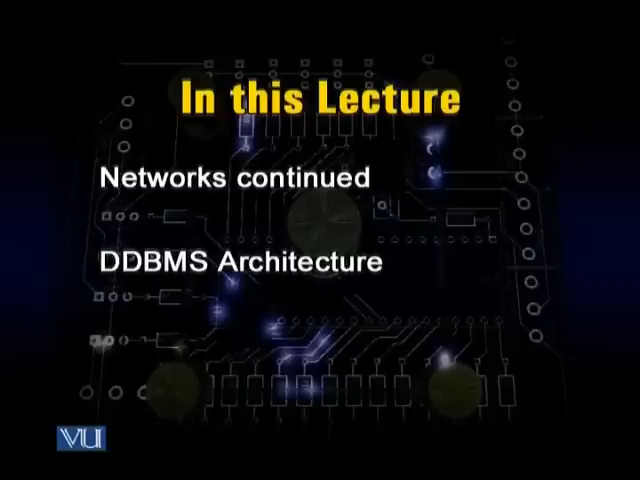 In this Lecture
Networks continued
DDBMS Architecture
VU